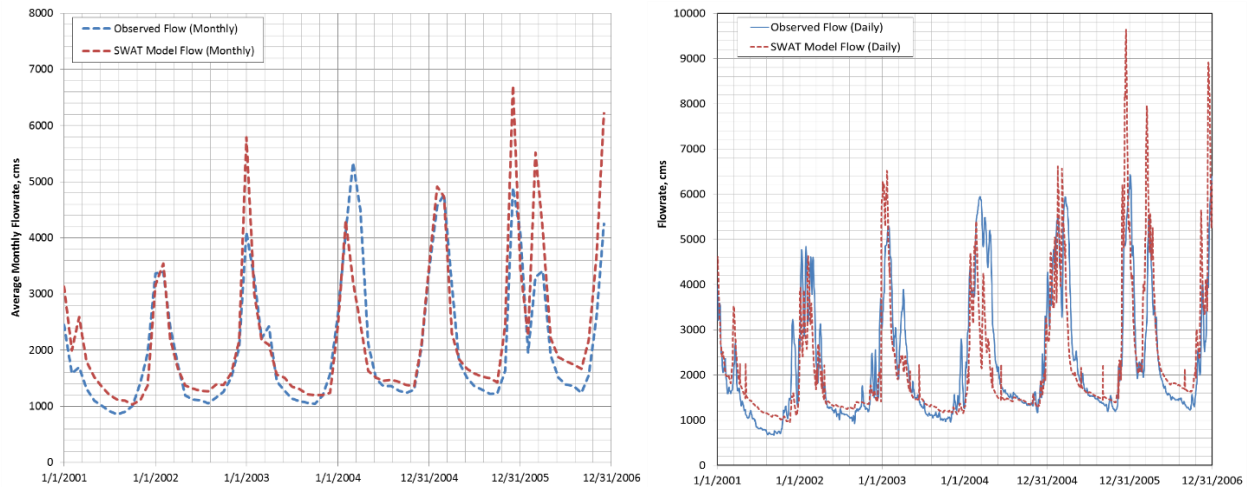 8000
7000
6000
5000
4000
3000
2000
1000
0
Average Monthly Flowrate, cms
Observed Flow (Monthly)
SWAT Model Flow (Monthly)
1/1/2001 1/1/2002 1/1/2003 1/1/2004 12/31/2004 12/31/2005 12/31/2006
10000
9000
8000
7000
6000
5000
4000
3000
2000
1000
0
Flowrate, cms
Observed Flow (Daily)
SWAT Model Flow (Daily)
1/1/2001 1/1/2002 1/1/2003 1/1/2004 12/31/2004 12/31/2005 12/31/2006